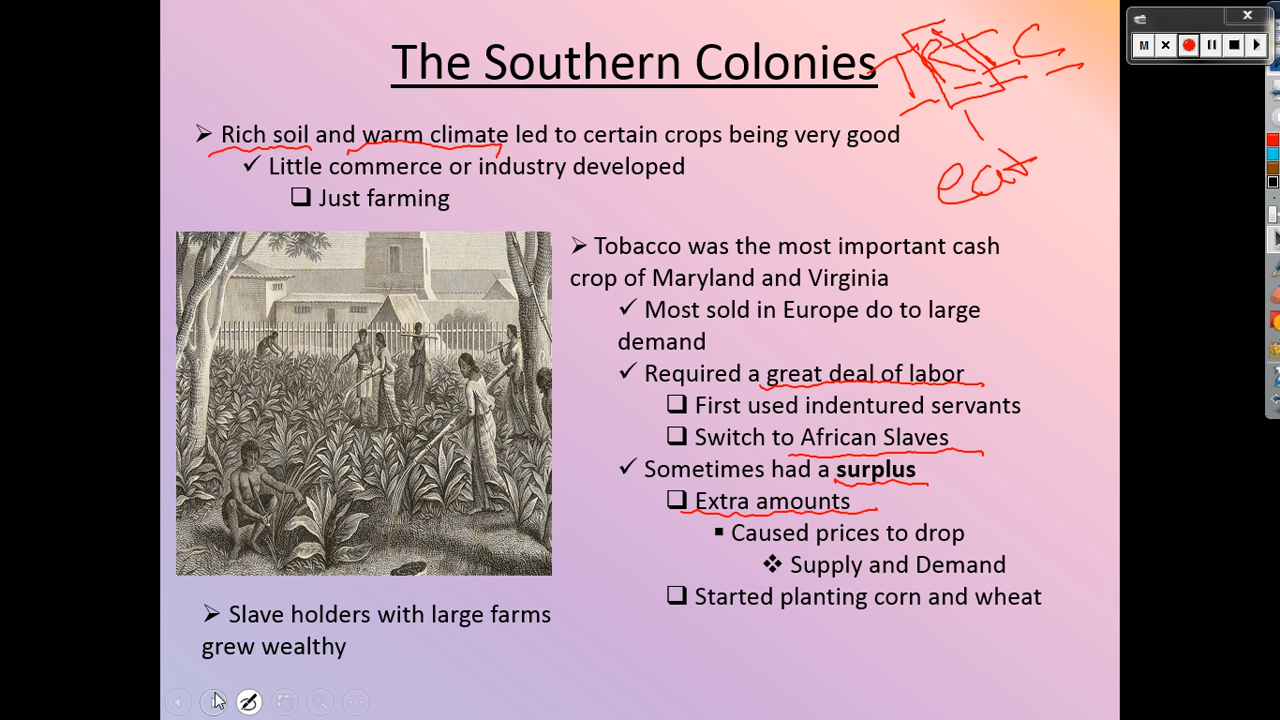 The Southern Colonies
TRIC
eat
➢ Rich soil and warm climate led to certain crops being very good
✓ Little commerce or industry developed
❑ Just farming
➢ Tobacco was the most important cash
crop of Maryland and Virginia
✓ Most sold in Europe do to large
demand
✓ Required a great deal of labor
❑ First used indentured servants
❑ Switch to African Slaves
✓ Sometimes had a surplus
❑ Extra amounts
▪ Caused prices to drop
❖ Supply and Demand
❑ Started planting corn and wheat
➢ Slave holders with large farms
grew wealthy
M